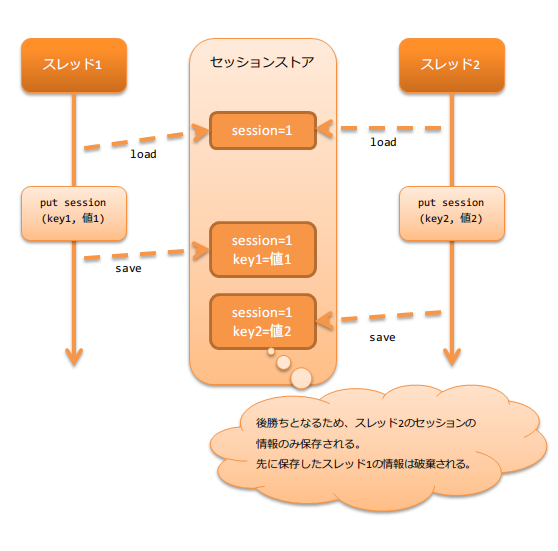 スレッド1
セッションストア
スレッド2
session=1
load
load
put session
(key1, 値1)
put session
(key2, 値2)
session=1
key1=値1
save
session=1
key2=値2
save
後勝ちとなるため、スレッド2のセッションの
情報のみ保存される。
先に保存したスレッド1の情報は破棄される。